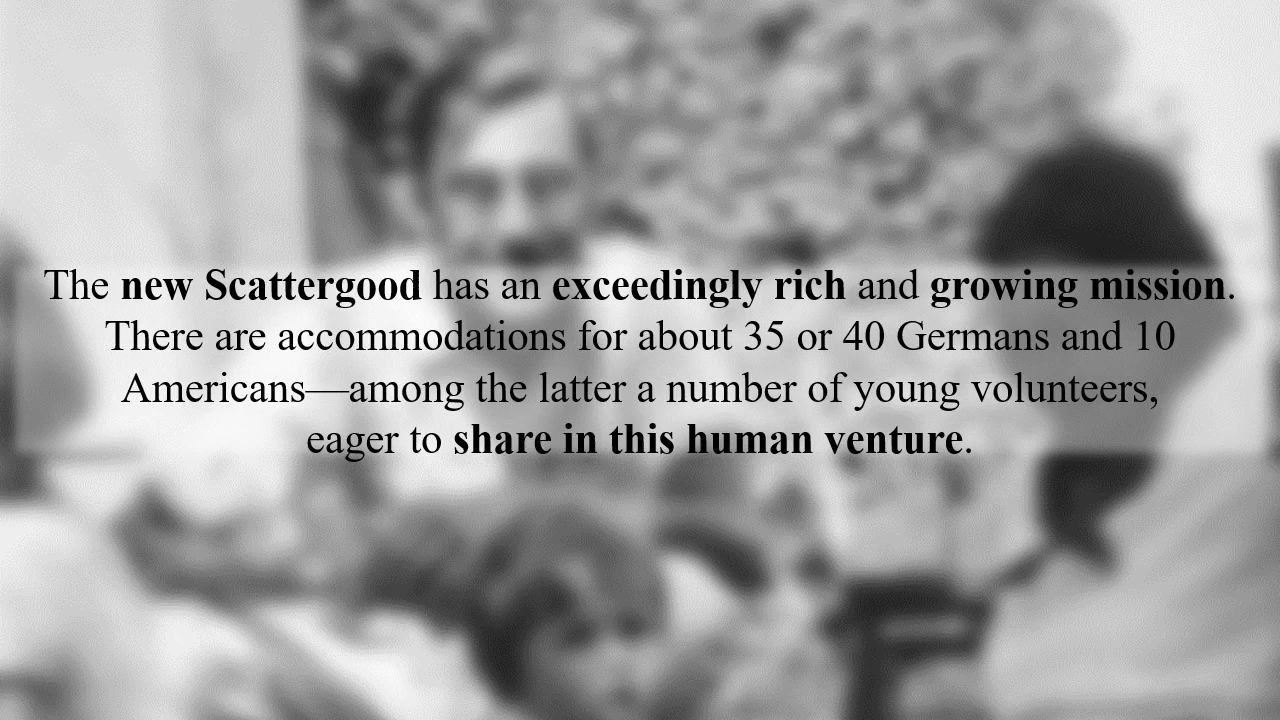 The new Scattergood has an exceedingly rich and growing mission.
There are accommodations for about 35 or 40 Germans and 10
Americans—among the latter a number of young volunteers,
eager to share in this human venture.